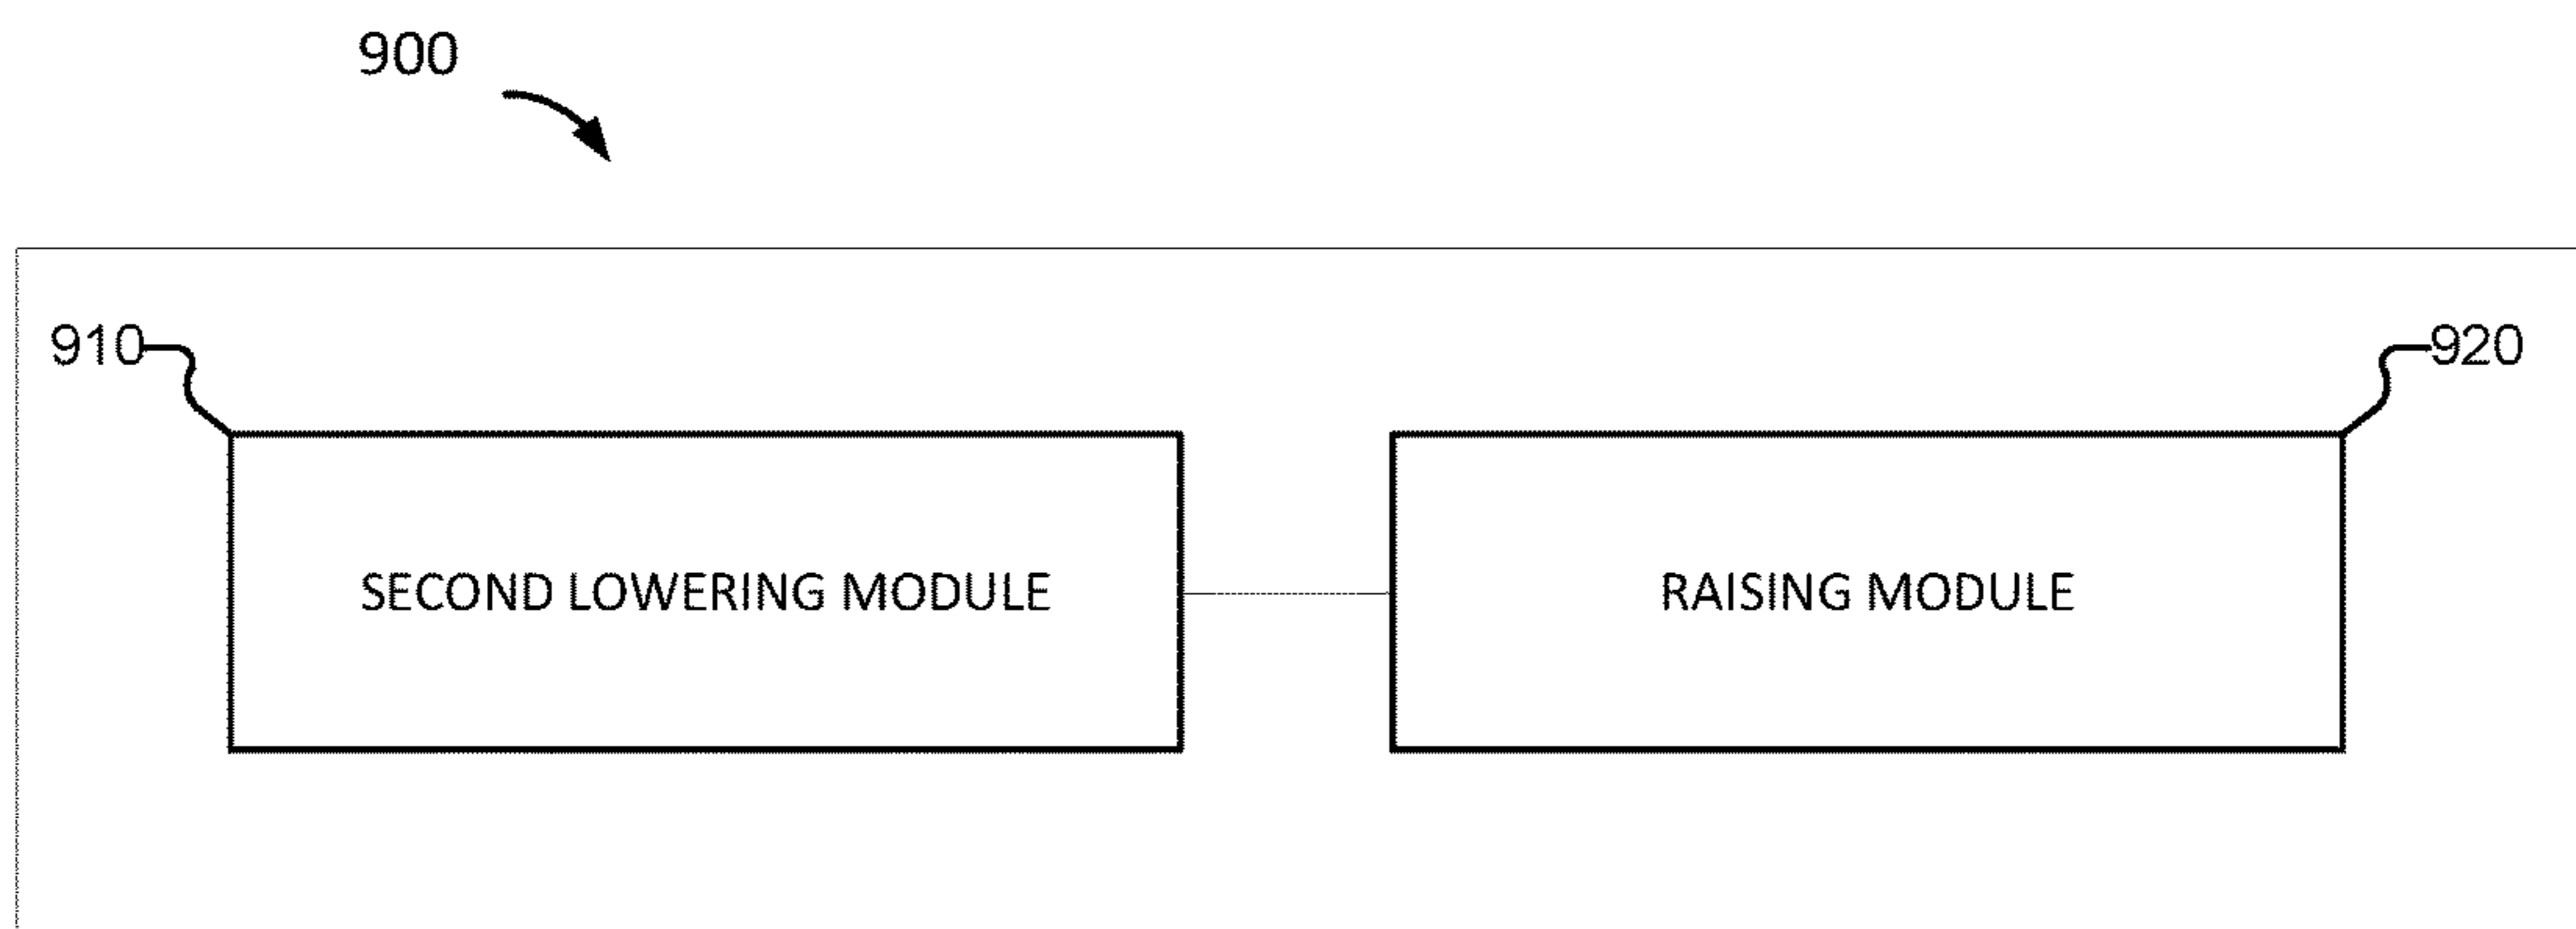 900
910
920
SECOND LOWERING MODULE
RAISING MODULE